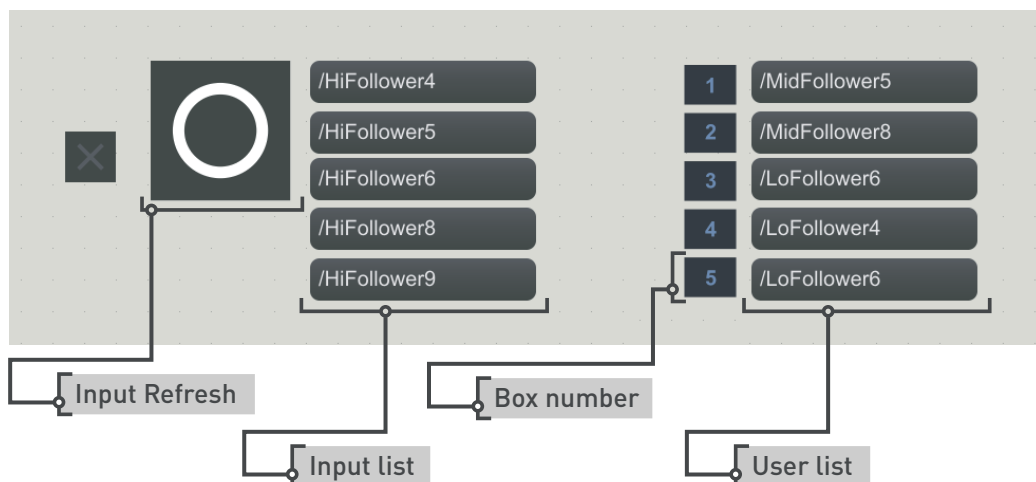 /HiFollower4
/HiFollower5
/HiFollower6
/HiFollower8
/HiFollower9
1 /MidFollower5
2 /MidFollower8
3 /LoFollower6
4 /LoFollower4
5 /LoFollower6
Input Refresh
Box number
Input list
User list